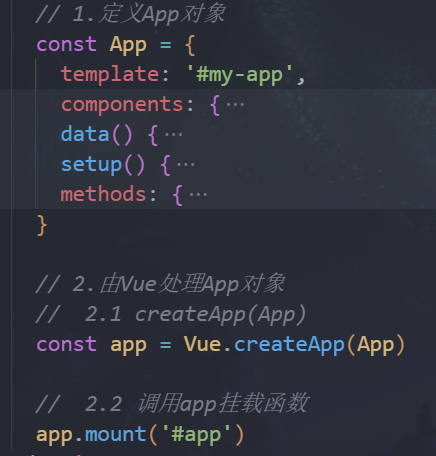 // 1.定义App对象
const App = {
template: '#my-app',
components: {···
data() {···
setup() {···
methods: {···
}
// 2.由Vue处理App对象
//  2.1 createApp(App)
const app = Vue.createApp(App)
//  2.2 调用app挂载函数
app.mount('#app')